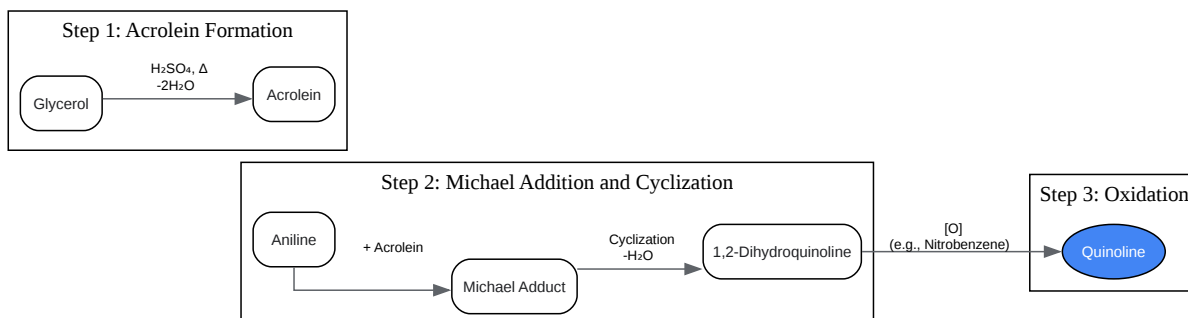 Step 1: Acrolein Formation
H₂SO₄, Δ
-2H₂O
Glycerol
Acrolein
Step 2: Michael Addition and Cyclization
Aniline
+ Acrolein
Michael Adduct
Cyclization
-H₂O
1,2-Dihydroquinoline
[O]
(e.g., Nitrobenzene)
Step 3: Oxidation
Quinoline